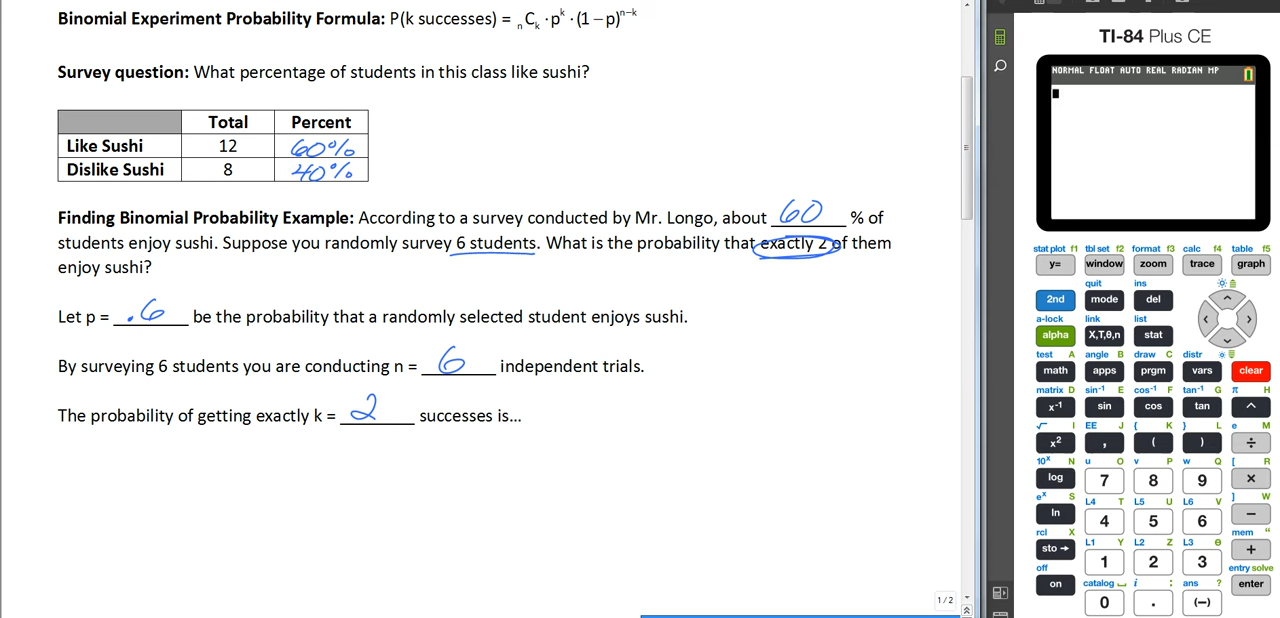 Binomial Experiment Probability Formula: P(k successes) = ₙCₖ · pᵏ · (1 – p)ⁿ⁻ᵏ
Survey question: What percentage of students in this class like sushi?
Total Percent
Like Sushi 12 60%
Dislike Sushi 8 40%
Finding Binomial Probability Example: According to a survey conducted by Mr. Longo, about 60 % of
students enjoy sushi. Suppose you randomly survey 6 students. What is the probability that exactly 2 of them
enjoy sushi?
Let p = .6 be the probability that a randomly selected student enjoys sushi.
By surveying 6 students you are conducting n = 6 independent trials.
The probability of getting exactly k = 2 successes is...
1 / 2
TI-84 Plus CE
NORMAL FLOAT AUTO REAL RADIAN MP
stat plot f1 tbl set f2 format f3 calc f4 table f5
y= window zoom trace graph
quit ins
2nd mode del
a-lock link list
alpha X,T,θ,n stat
test A angle B draw C distr
math apps prgm vars clear
matrix D sin⁻¹ E cos⁻¹ F tan⁻¹ G π H
x⁻¹ sin cos tan ^
√ I EE J { K } L e M
x² , ( ) ÷
10ˣ N u O v P w Q [ R
log 7 8 9 ×
eˣ S L4 T L5 U L6 V ] W
ln 4 5 6 −
rcl X L1 Y L2 Z L3 θ mem “
sto→ 1 2 3 +
off catalog i : ans ? entry solve
on 0 . (−) enter